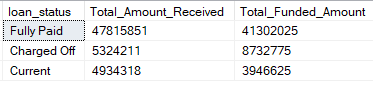 loan_status Total_Amount_Received Total_Funded_Amount
Fully Paid 47815851 41302025
Charged Off 5324211 8732775
Current 4934318 3946625